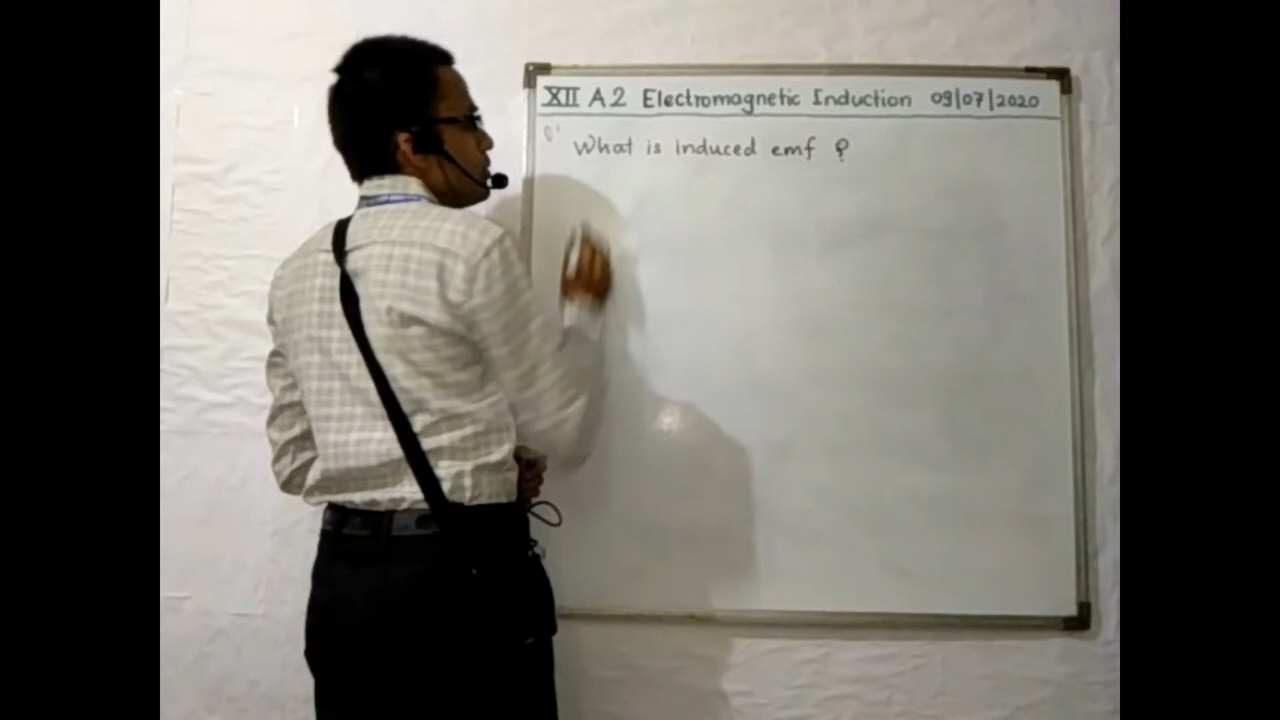 XII A2 Electromagnetic Induction 09/07/2020
What is induced emf ?